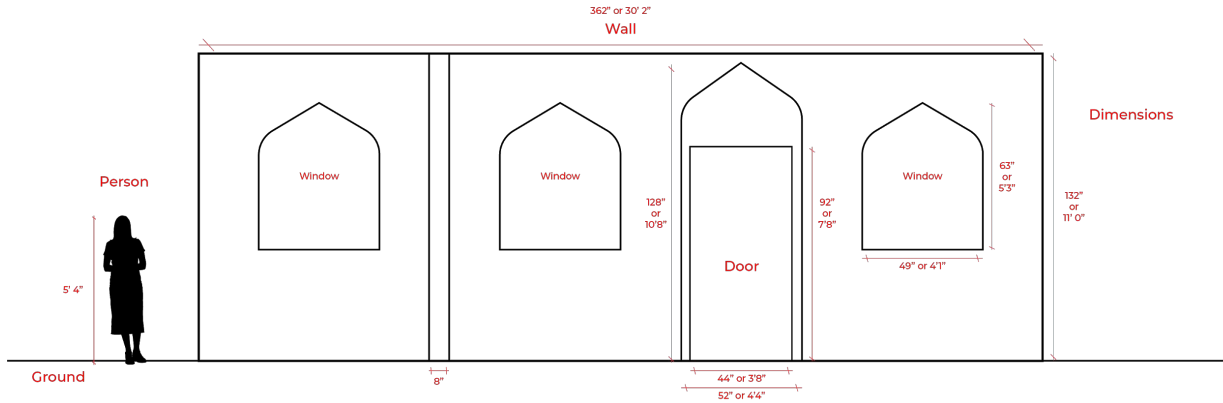 362” or 30’ 2”
Wall
Dimensions
Person
Window
Window
Window
63”
or
5’3”
128”
or
10’8”
92”
or
7’8”
132”
or
11’ 0”
Door
49” or 4’1”
5’ 4”
Ground
8”
44” or 3’8”
52” or 4’4”